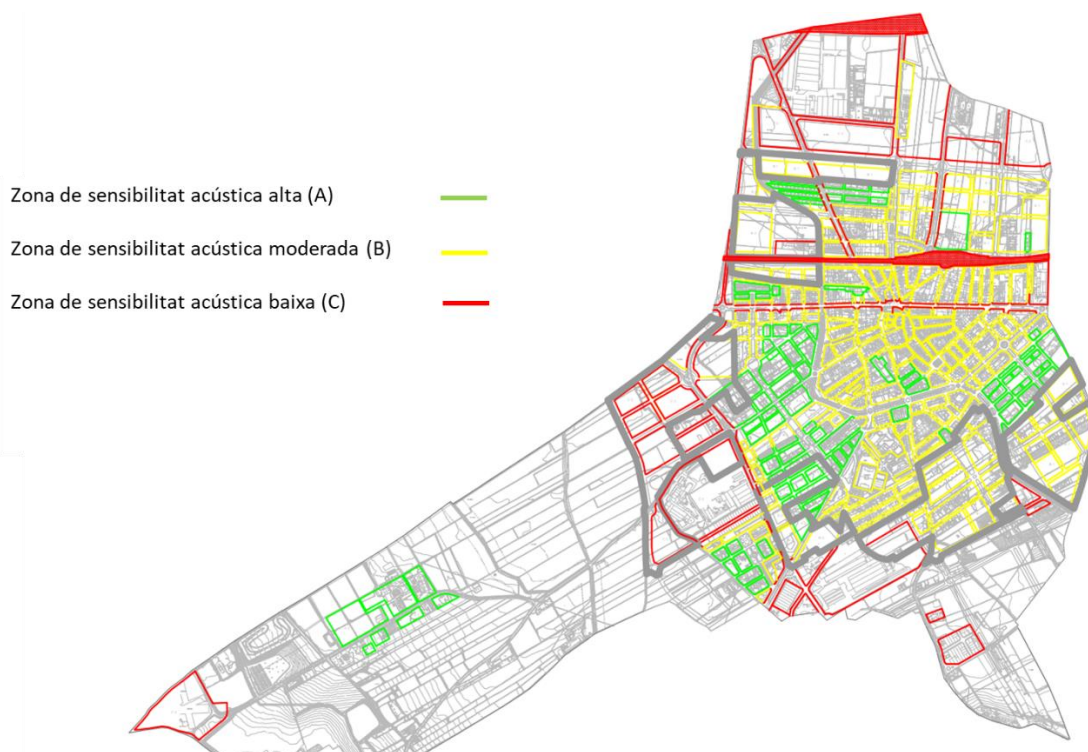 Zona de sensibilitat acústica alta (A)
Zona de sensibilitat acústica moderada (B)
Zona de sensibilitat acústica baixa (C)